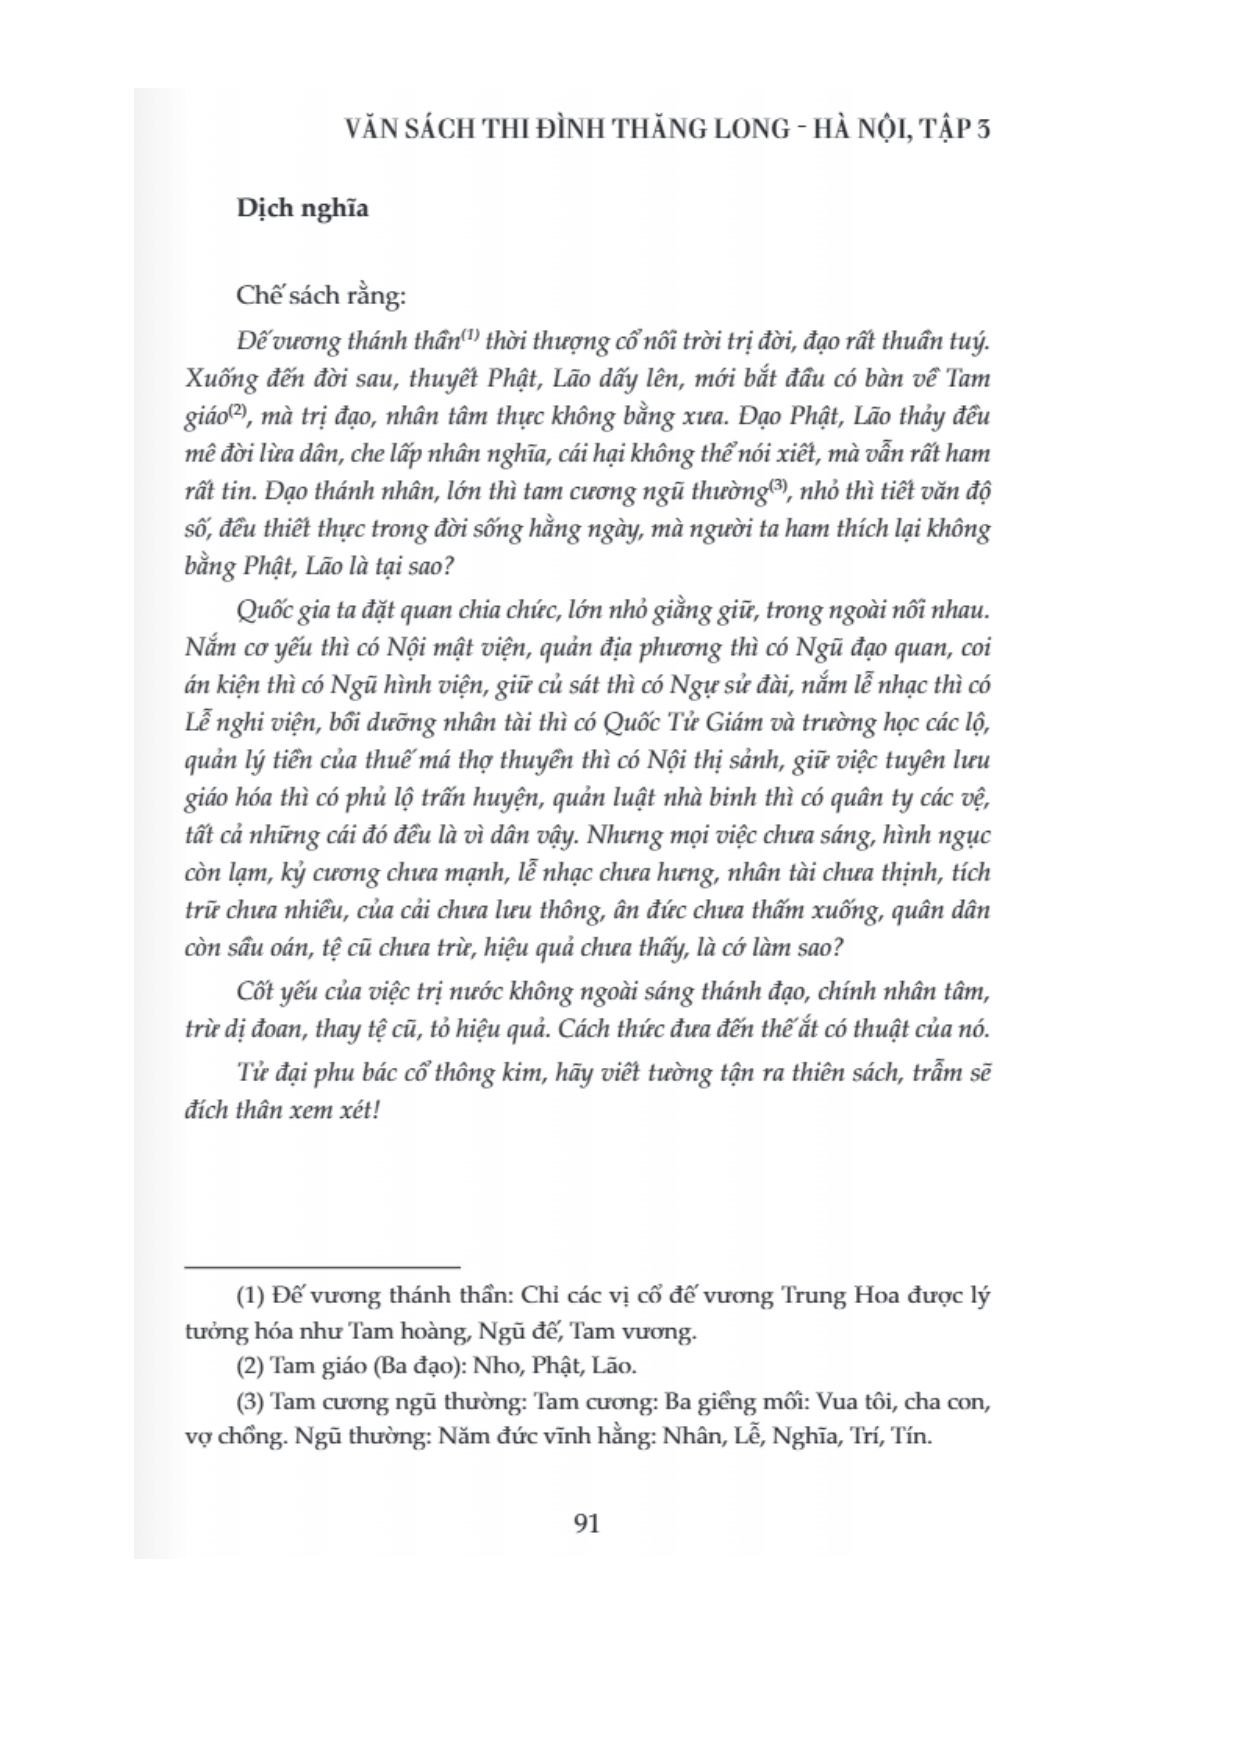 VĂN SÁCH THI ĐÌNH THĂNG LONG - HÀ NỘI, TẬP 3
Dịch nghĩa
Chế sách rằng:
Đế vương thánh thần(1) thời thượng cổ nối trời trị đời, đạo rất thuần tuý.
Xuống đến đời sau, thuyết Phật, Lão dấy lên, mới bắt đầu có bàn về Tam
giáo(2), mà trị đạo, nhân tâm thực không bằng xưa. Đạo Phật, Lão thảy đều
mê đời lừa dân, che lấp nhân nghĩa, cái hại không thể nói xiết, mà vẫn rất ham
rất tin. Đạo thánh nhân, lớn thì tam cương ngũ thường(3), nhỏ thì tiết văn độ
số, đều thiết thực trong đời sống hằng ngày, mà người ta ham thích lại không
bằng Phật, Lão là tại sao?
Quốc gia ta đặt quan chia chức, lớn nhỏ giằng giữ, trong ngoài nối nhau.
Nắm cơ yếu thì có Nội mật viện, quản địa phương thì có Ngũ đạo quan, coi
án kiện thì có Ngũ hình viện, giữ củ sát thì có Ngự sử đài, nắm lễ nhạc thì có
Lễ nghi viện, bồi dưỡng nhân tài thì có Quốc Tử Giám và trường học các lộ,
quản lý tiền của thuế má thợ thuyền thì có Nội thị sảnh, giữ việc tuyên lưu
giáo hóa thì có phủ lộ trấn huyện, quản luật nhà binh thì có quân ty các vệ,
tất cả những cái đó đều là vì dân vậy. Nhưng mọi việc chưa sáng, hình ngục
còn lạm, kỷ cương chưa mạnh, lễ nhạc chưa hưng, nhân tài chưa thịnh, tích
trữ chưa nhiều, của cải chưa lưu thông, ân đức chưa thấm xuống, quân dân
còn sầu oán, tệ cũ chưa trừ, hiệu quả chưa thấy, là cớ làm sao?
Cốt yếu của việc trị nước không ngoài sáng thánh đạo, chính nhân tâm,
trừ dị đoan, thay tệ cũ, tỏ hiệu quả. Cách thức đưa đến thế ắt có thuật của nó.
Tử đại phu bác cổ thông kim, hãy viết tường tận ra thiên sách, trẫm sẽ
đích thân xem xét!
(1) Đế vương thánh thần: Chỉ các vị cổ đế vương Trung Hoa được lý
tưởng hóa như Tam hoàng, Ngũ đế, Tam vương.
(2) Tam giáo (Ba đạo): Nho, Phật, Lão.
(3) Tam cương ngũ thường: Tam cương: Ba giềng mối: Vua tôi, cha con,
vợ chồng. Ngũ thường: Năm đức vĩnh hằng: Nhân, Lễ, Nghĩa, Trí, Tín.
91